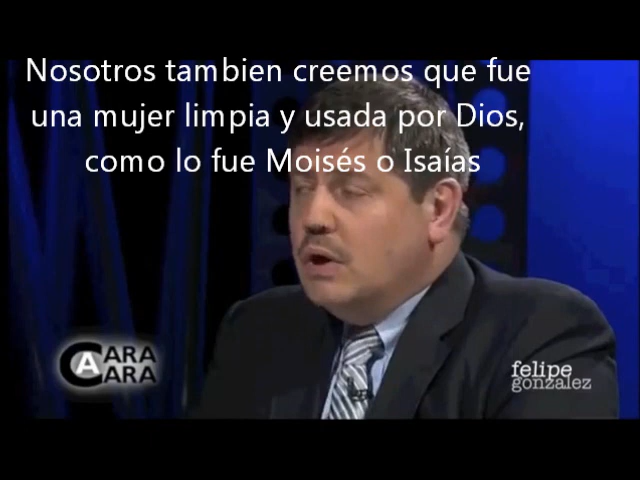 Nosotros tambien creemos que fue
una mujer limpia y usada por Dios,
como lo fue Moisés o Isaías
CARA
A
CARA
felipe
gonzalez